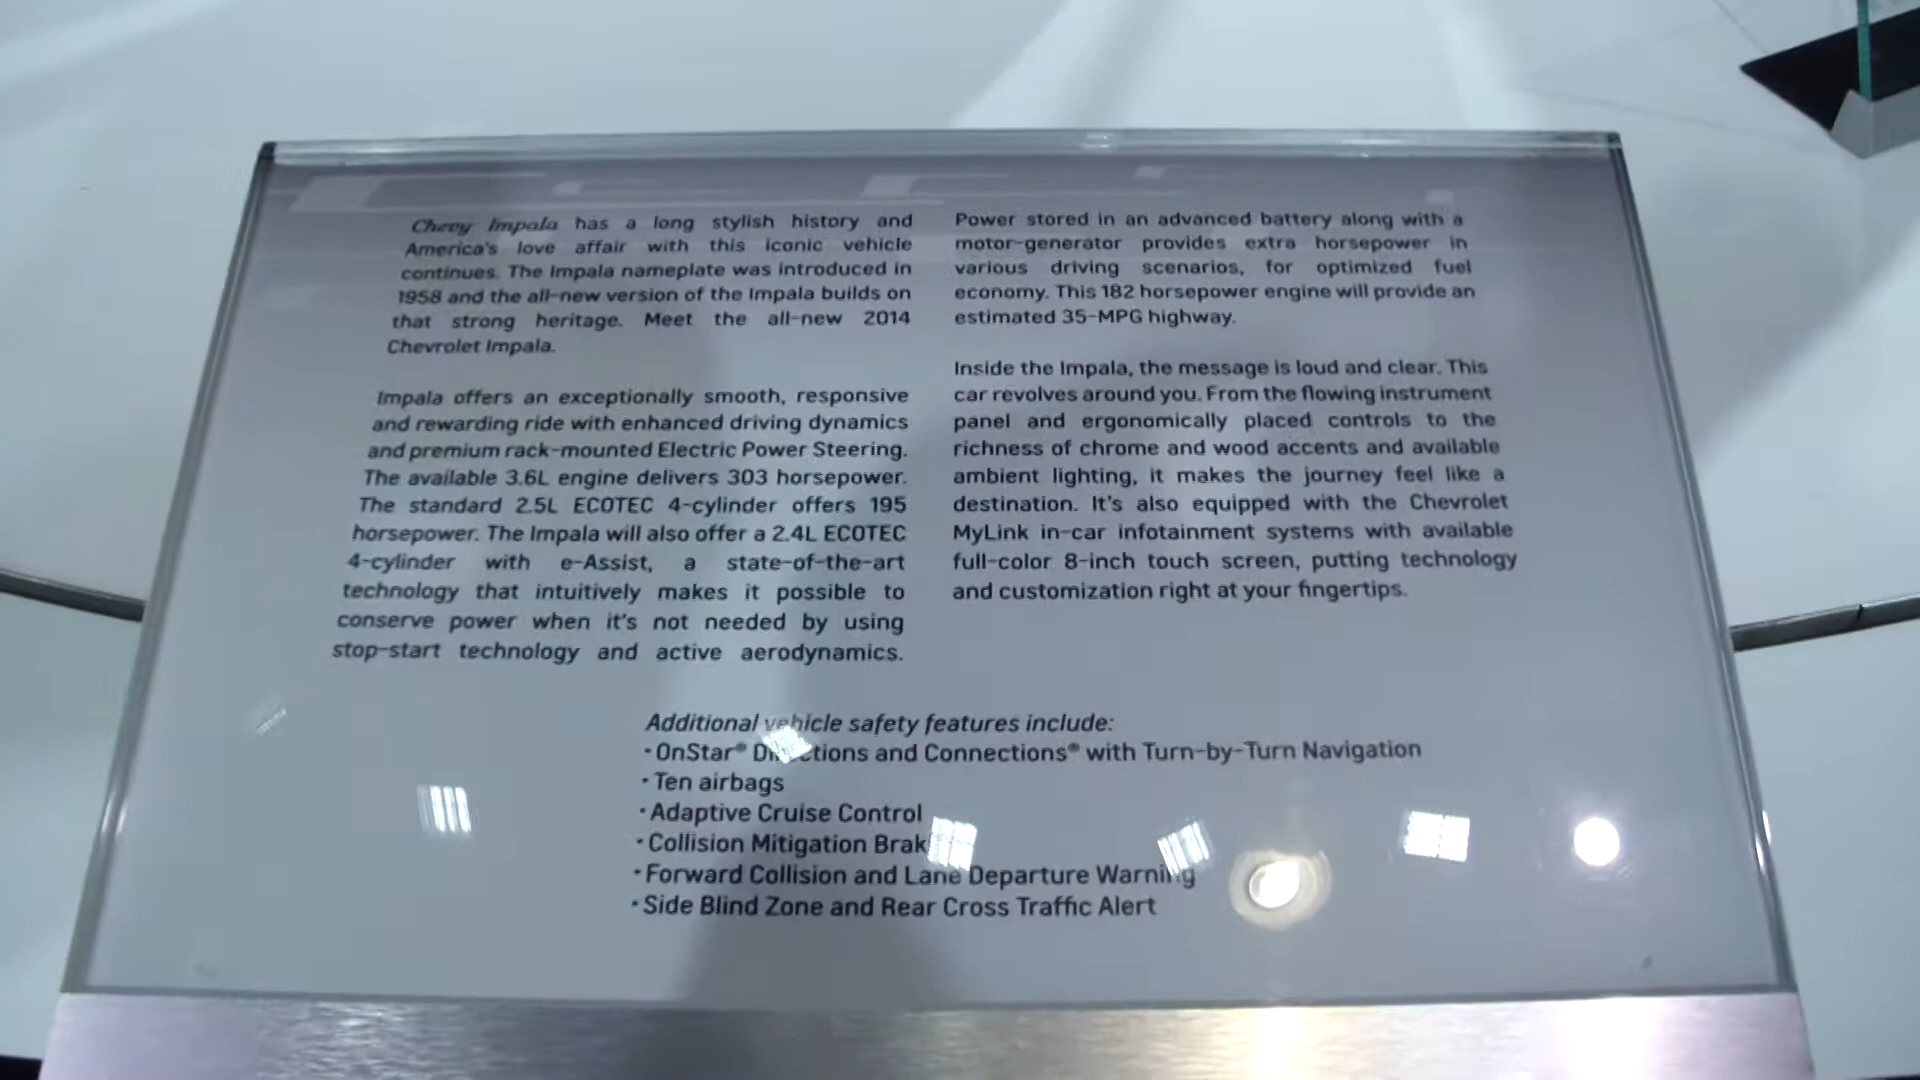 Chevy Impala has a long stylish history and
America's love affair with this iconic vehicle
continues. The Impala nameplate was introduced in
1958 and the all-new version of the Impala builds on
that strong heritage. Meet the all-new 2014
Chevrolet Impala.
Impala offers an exceptionally smooth, responsive
and rewarding ride with enhanced driving dynamics
and premium rack-mounted Electric Power Steering.
The available 3.6L engine delivers 303 horsepower.
The standard 2.5L ECOTEC 4-cylinder offers 195
horsepower. The Impala will also offer a 2.4L ECOTEC
4-cylinder with e-Assist, a state-of-the-art
technology that intuitively makes it possible to
conserve power when it's not needed by using
stop-start technology and active aerodynamics.
Power stored in an advanced battery along with a
motor-generator provides extra horsepower in
various driving scenarios, for optimized fuel
economy. This 182 horsepower engine will provide an
estimated 35-MPG highway.
Inside the Impala, the message is loud and clear. This
car revolves around you. From the flowing instrument
panel and ergonomically placed controls to the
richness of chrome and wood accents and available
ambient lighting, it makes the journey feel like a
destination. It's also equipped with the Chevrolet
MyLink in-car infotainment systems with available
full-color 8-inch touch screen, putting technology
and customization right at your fingertips.
Additional vehicle safety features include:
• OnStar® Directions and Connections® with Turn-by-Turn Navigation
• Ten airbags
• Adaptive Cruise Control
• Collision Mitigation
• Forward Collision and Lane Departure Warning
• Side Blind Zone and Rear Cross Traffic Alert